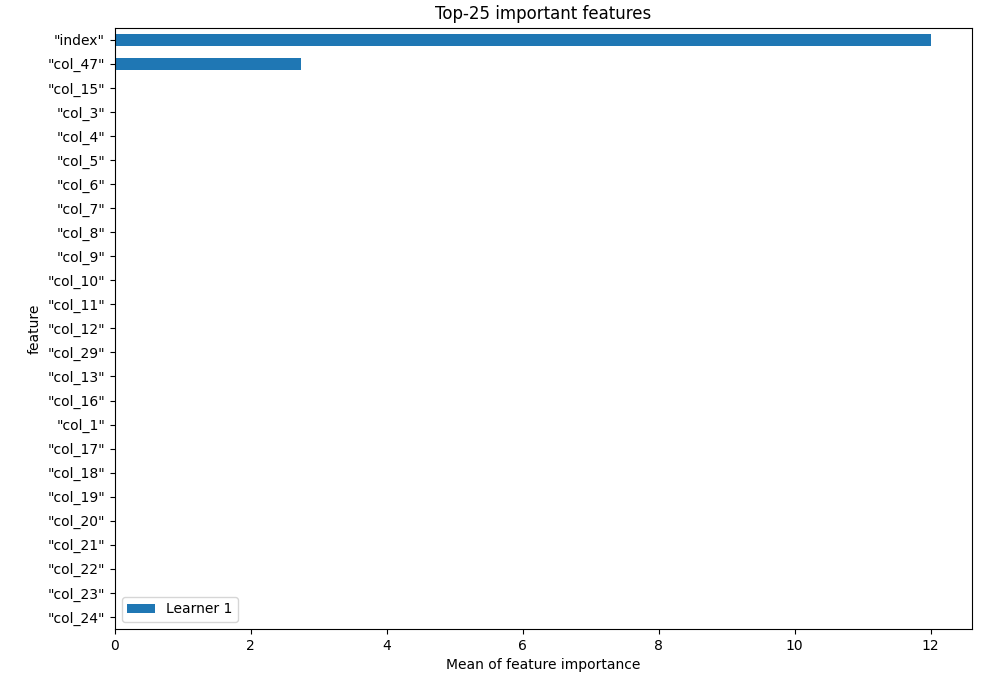 Top-25 important features
"index"
"col_47"
"col_15"
"col_3"
"col_4"
"col_5"
"col_6"
"col_7"
"col_8"
"col_9"
"col_10"
"col_11"
"col_12"
"col_29"
"col_13"
"col_16"
"col_1"
"col_17"
"col_18"
"col_19"
"col_20"
"col_21"
"col_22"
"col_23"
"col_24"
feature
Learner 1
0 2 4 6 8 10 12
Mean of feature importance